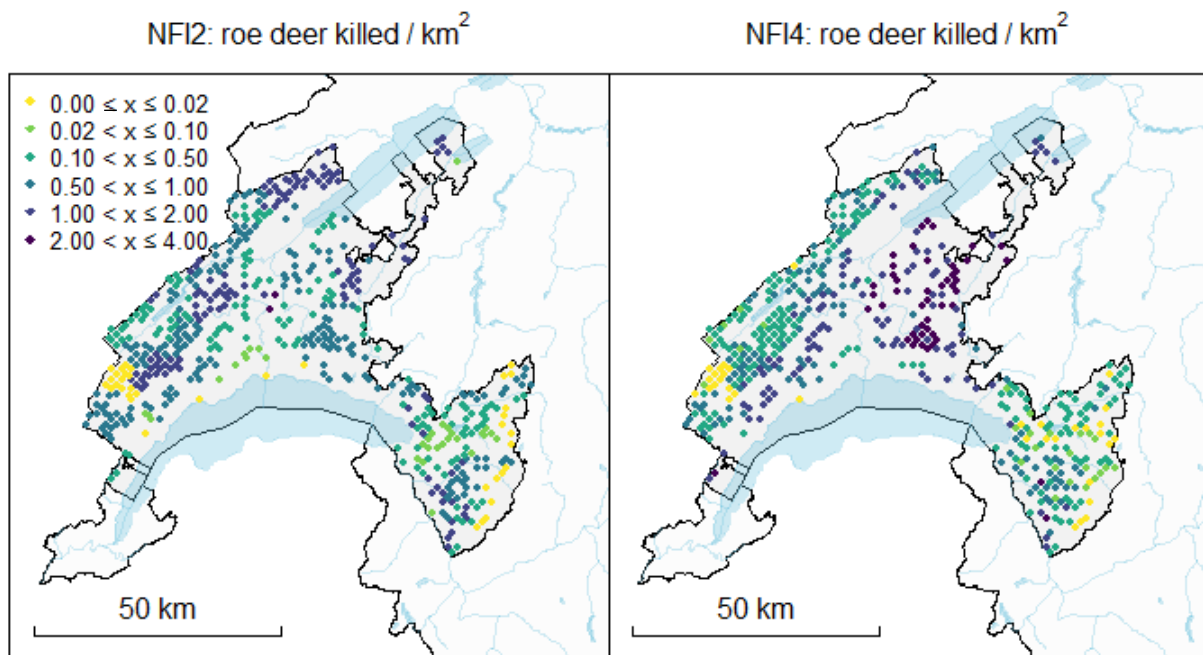 NFI2: roe deer killed / km²
NFI4: roe deer killed / km²
0.00 ≤ x ≤ 0.02
0.02 < x ≤ 0.10
0.10 < x ≤ 0.50
0.50 < x ≤ 1.00
1.00 < x ≤ 2.00
2.00 < x ≤ 4.00
50 km
50 km